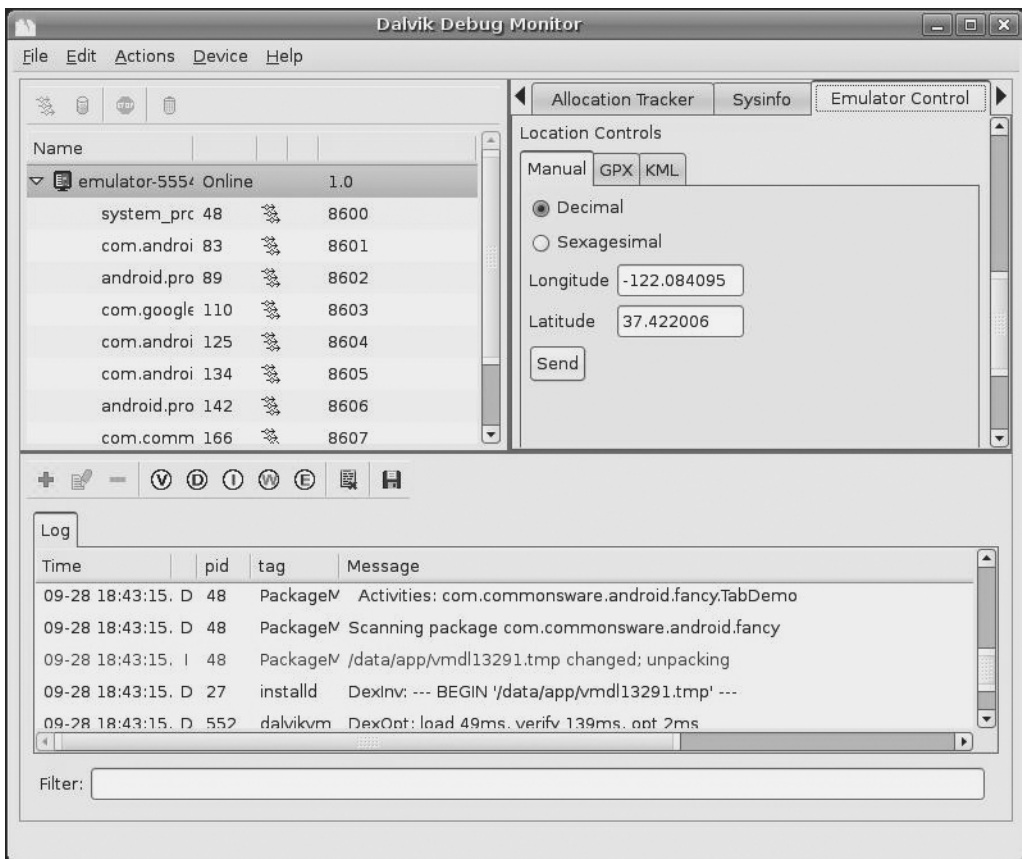 Dalvik Debug Monitor
File Edit Actions Device Help
Name
emulator-5554 Online 1.0
system_prc 48 8600
com.androi 83 8601
android.pro 89 8602
com.google 110 8603
com.androi 125 8604
com.androi 134 8605
android.pro 142 8606
com.comm 166 8607
Allocation Tracker Sysinfo Emulator Control
Location Controls
Manual GPX KML
Decimal
Sexagesimal
Longitude -122.084095
Latitude 37.422006
Send
V D I W E
Log
Time pid tag Message
09-28 18:43:15. D 48 PackageM Activities: com.commonsware.android.fancy.TabDemo
09-28 18:43:15. D 48 PackageM Scanning package com.commonsware.android.fancy
09-28 18:43:15. I 48 PackageM /data/app/vmdl13291.tmp changed; unpacking
09-28 18:43:15. D 27 installd DexInv: --- BEGIN '/data/app/vmdl13291.tmp' ---
09-28 18:43:15. D 552 dalvikvm DexOpt: load 49ms, verify 139ms, opt 2ms
Filter: